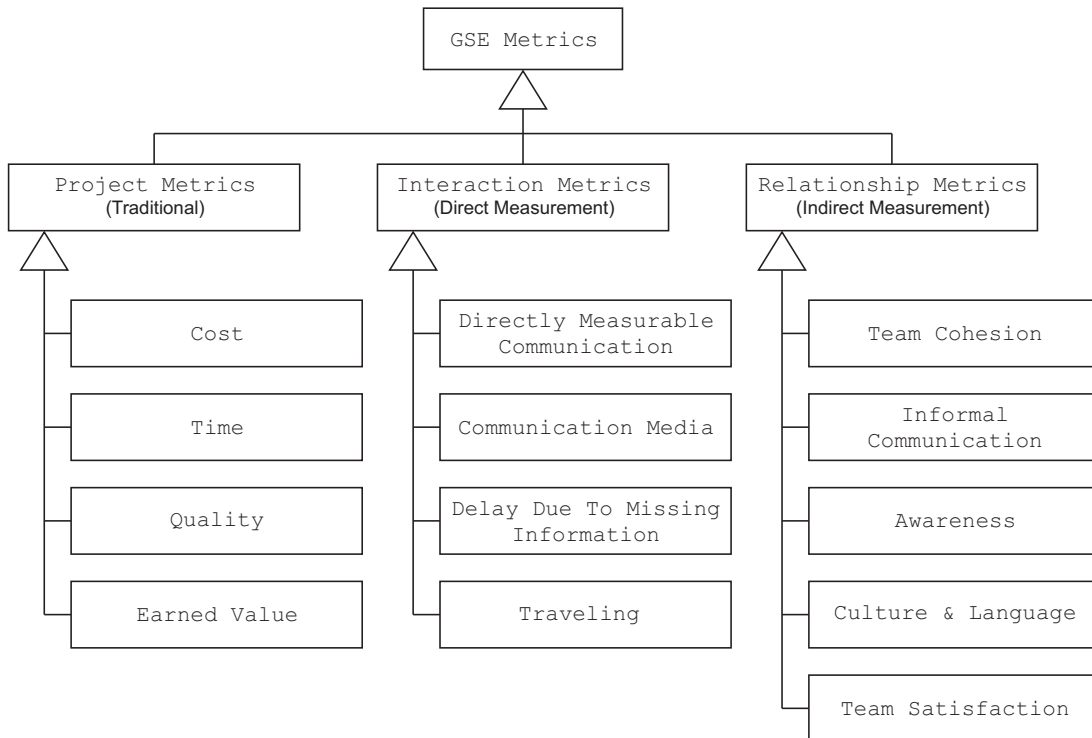 GSE Metrics
Project Metrics
(Traditional)
Interaction Metrics
(Direct Measurement)
Relationship Metrics
(Indirect Measurement)
Cost
Time
Quality
Earned Value
Directly Measurable
Communication
Communication Media
Delay Due To Missing
Information
Traveling
Team Cohesion
Informal
Communication
Awareness
Culture & Language
Team Satisfaction